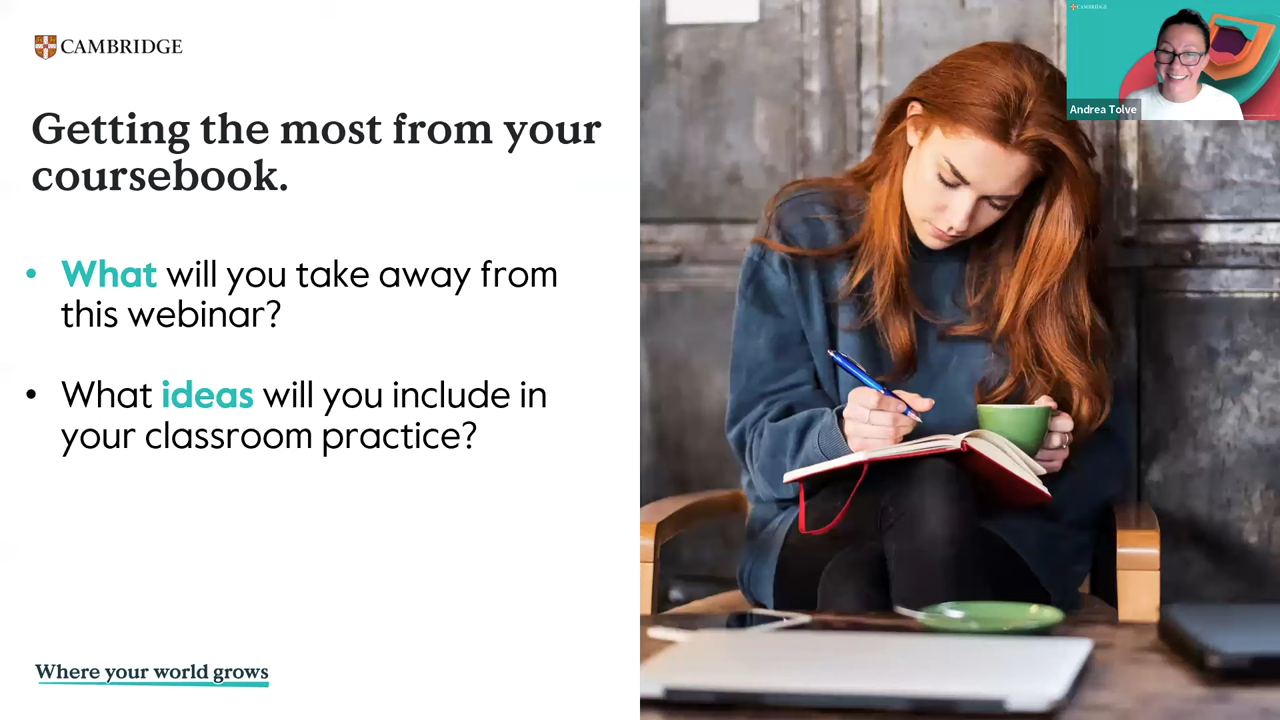 CAMBRIDGE
Getting the most from your
coursebook.
• What will you take away from
this webinar?
• What ideas will you include in
your classroom practice?
Where your world grows
CAMBRIDGE
Andrea Tolve